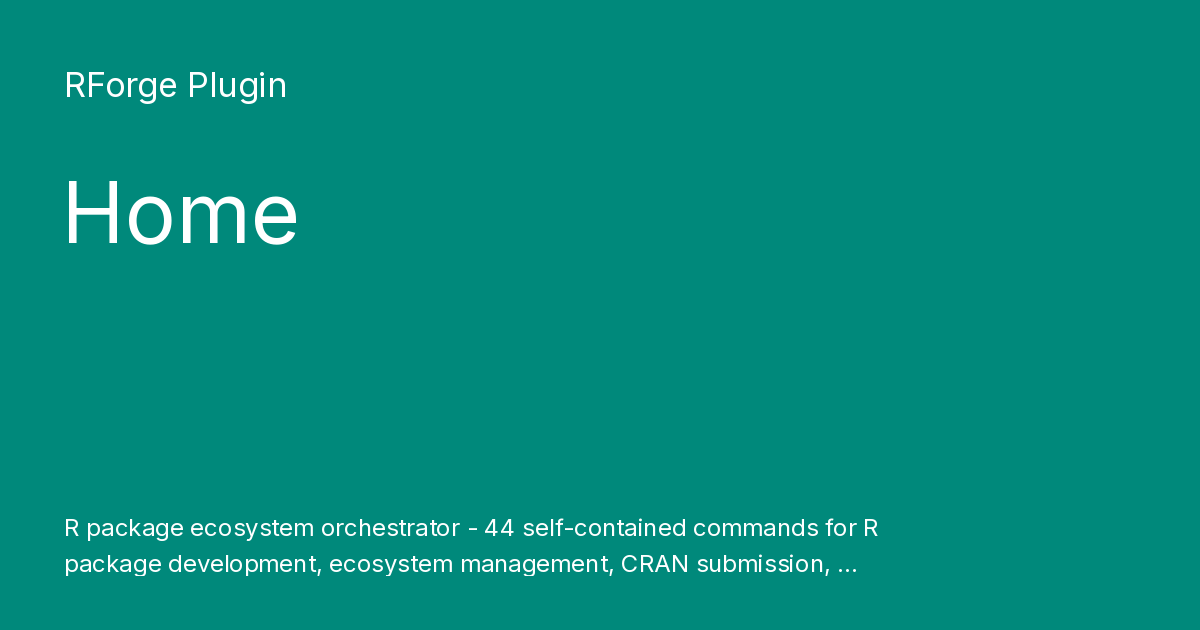 RForge Plugin
Home
R package ecosystem orchestrator - 44 self-contained commands for R
package development, ecosystem management, CRAN submission, ...